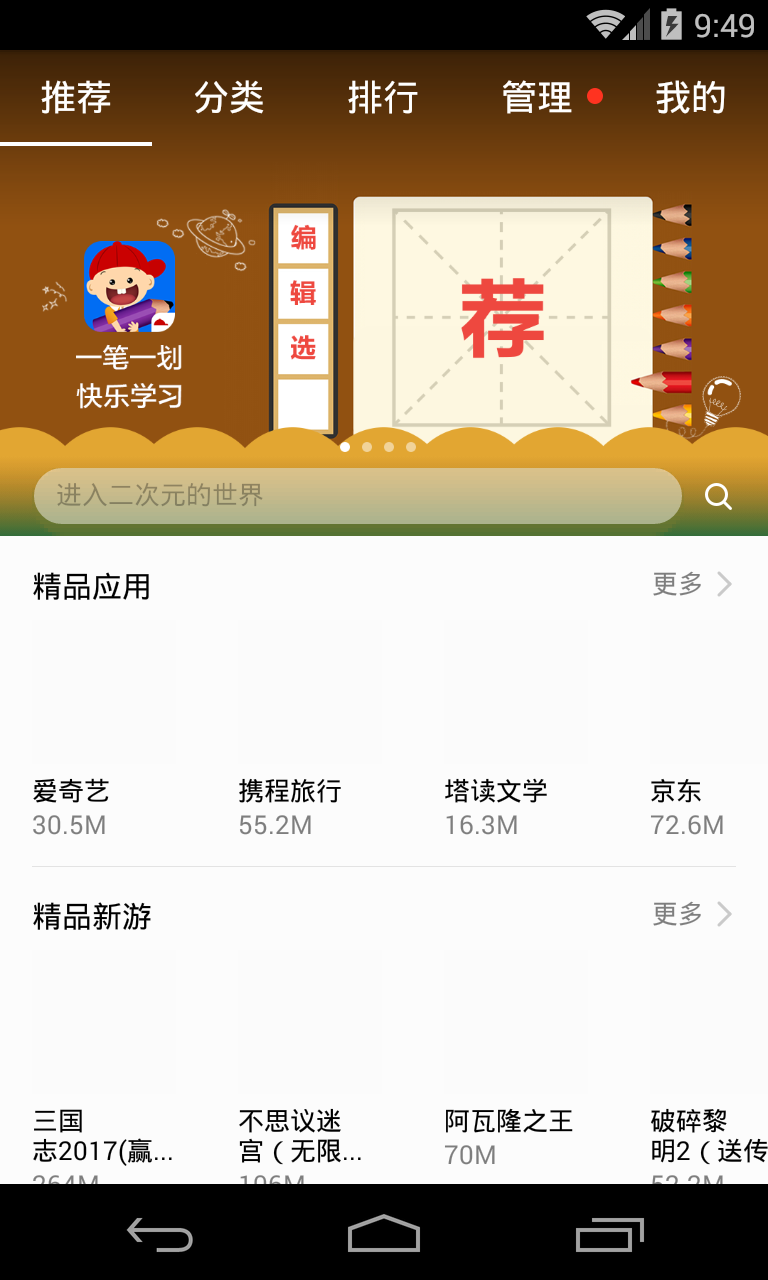 9:49
推荐 分类 排行 管理 我的
编
辑
选
荐
一笔一划
快乐学习
进入二次元的世界
精品应用 更多
爱奇艺 携程旅行 塔读文学 京东
30.5M 55.2M 16.3M 72.6M
精品新游 更多
三国 不思议迷 阿瓦隆之王 破碎黎
志2017(赢... 宫（无限... 70M 明2（送传
264M 196M 52.2M